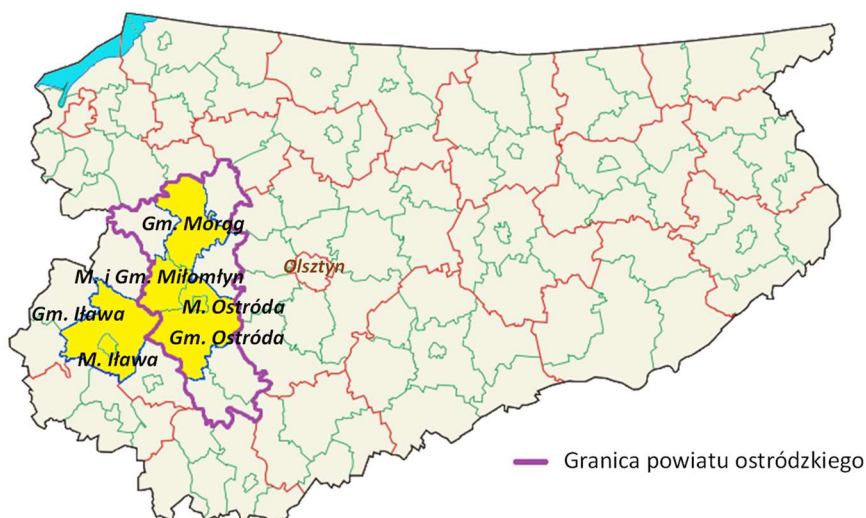 Gm. Morąg
Olsztyn
M. i Gm. Miłomłyn
M. Ostróda
Gm. Iława
Gm. Ostróda
M. Iława
Granica powiatu ostródzkiego